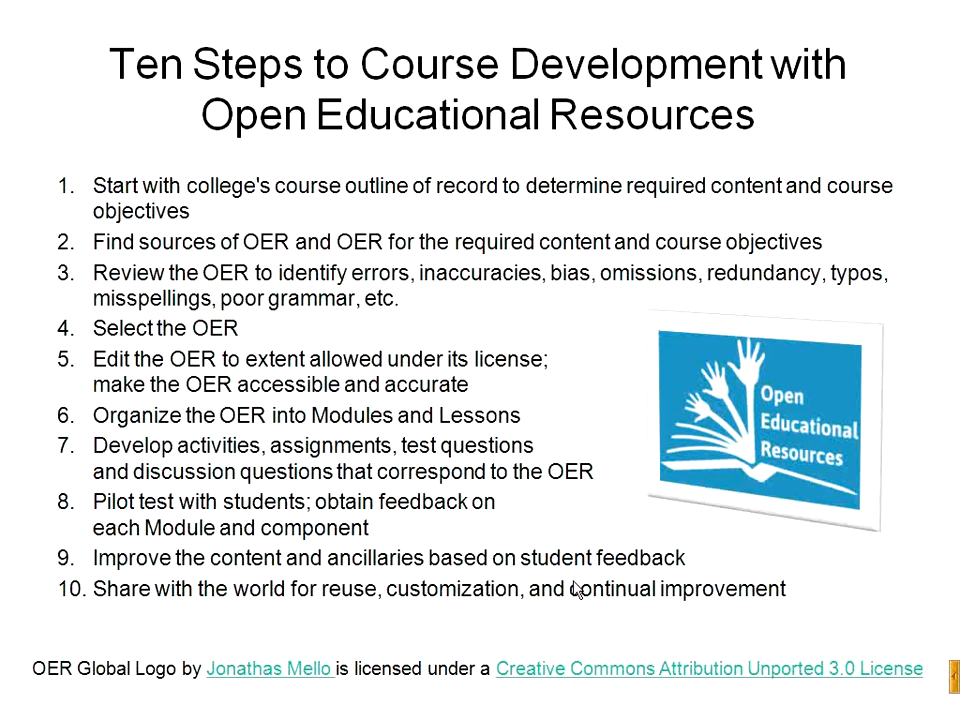 Ten Steps to Course Development with
Open Educational Resources
1. Start with college's course outline of record to determine required content and course
objectives
2. Find sources of OER and OER for the required content and course objectives
3. Review the OER to identify errors, inaccuracies, bias, omissions, redundancy, typos,
misspellings, poor grammar, etc.
4. Select the OER
5. Edit the OER to extent allowed under its license;
make the OER accessible and accurate
6. Organize the OER into Modules and Lessons
7. Develop activities, assignments, test questions
and discussion questions that correspond to the OER
8. Pilot test with students; obtain feedback on
each Module and component
9. Improve the content and ancillaries based on student feedback
10. Share with the world for reuse, customization, and continual improvement
Open
Educational
Resources
OER Global Logo by Jonathas Mello is licensed under a Creative Commons Attribution Unported 3.0 License